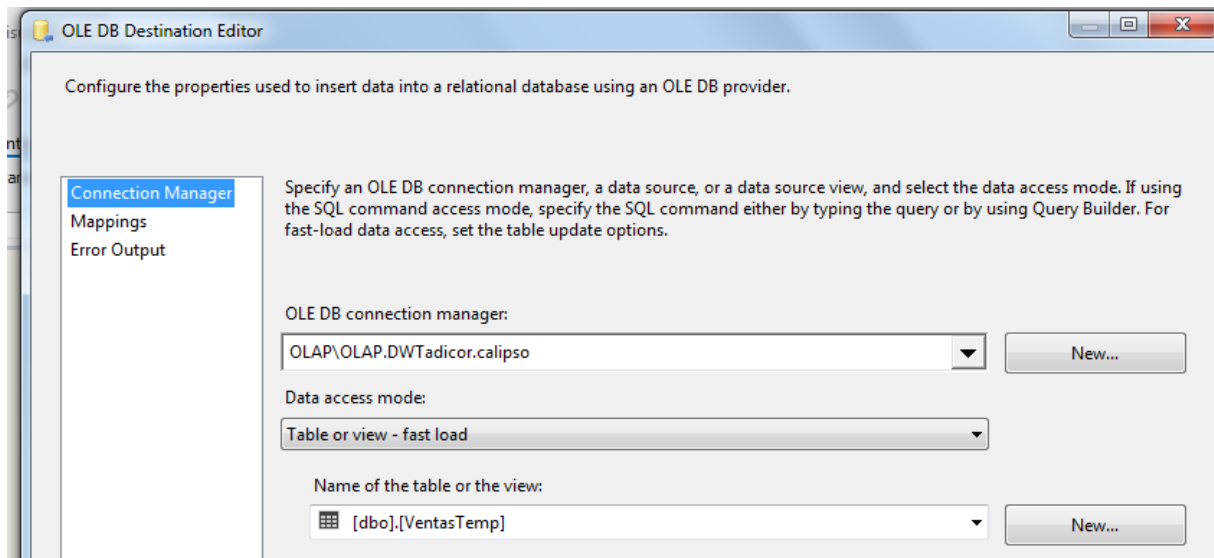 OLE DB Destination Editor
Configure the properties used to insert data into a relational database using an OLE DB provider.
Connection Manager
Mappings
Error Output
Specify an OLE DB connection manager, a data source, or a data source view, and select the data access mode. If using
the SQL command access mode, specify the SQL command either by typing the query or by using Query Builder. For
fast-load data access, set the table update options.
OLE DB connection manager:
OLAP\OLAP.DWTadicor.calipso
New...
Data access mode:
Table or view - fast load
Name of the table or the view:
[dbo].[VentasTemp]
New...